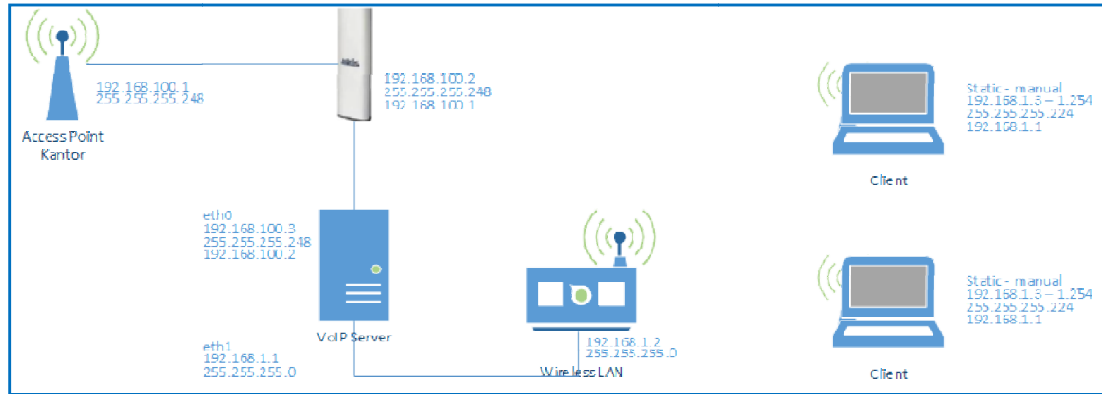 192.168.100.1
255.255.255.248
Access Point
Kantor
192.168.100.2
255.255.255.248
192.168.100.1
Static - manual
192.168.1.3 – 1.254
255.255.255.224
192.168.1.1
Client
eth0
192.168.100.3
255.255.255.248
192.168.100.2
VoIP Server
eth1
192.168.1.1
255.255.255.0
192.168.1.2
255.255.255.0
Wireless LAN
Static - manual
192.168.1.3 – 1.254
255.255.255.224
192.168.1.1
Client